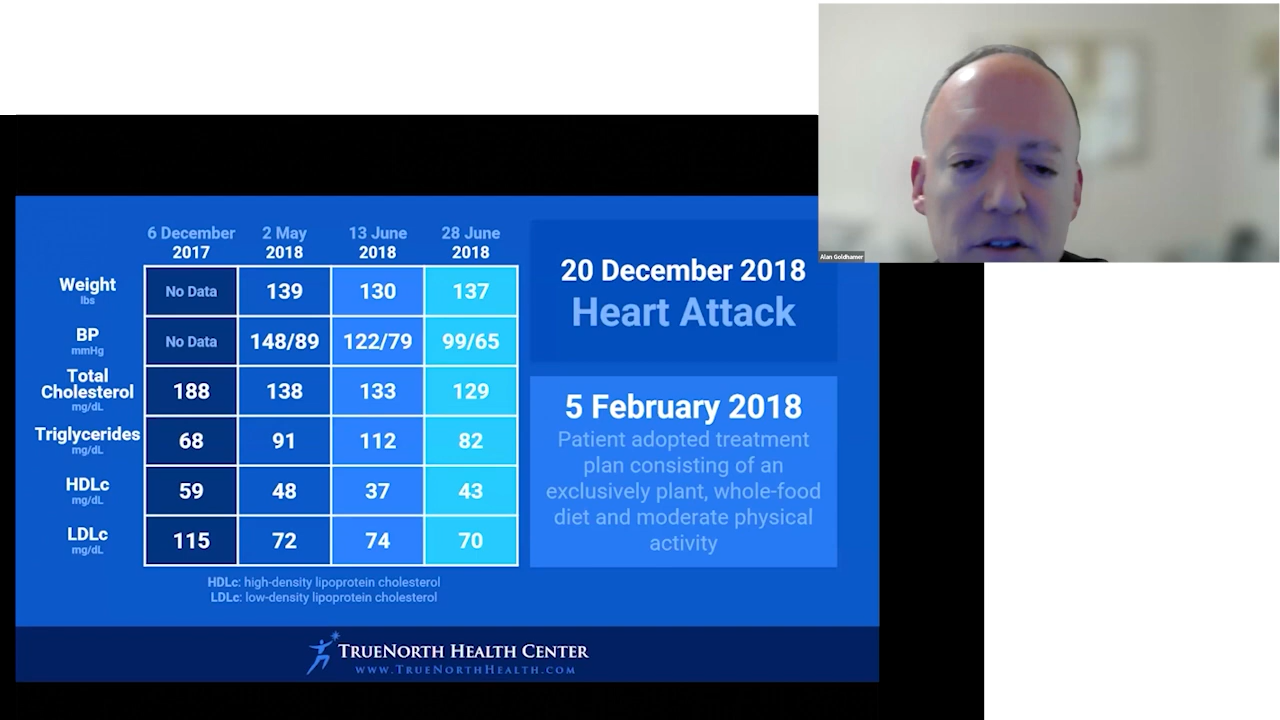 Alan Goldhamer
6 December 2 May 13 June 28 June
2017 2018 2018 2018
Weight No Data 139 130 137
lbs
BP No Data 148/89 122/79 99/65
mmHg
Total
Cholesterol 188 138 133 129
mg/dL
Triglycerides 68 91 112 82
mg/dL
HDLc 59 48 37 43
mg/dL
LDLc 115 72 74 70
mg/dL
HDLc: high-density lipoprotein cholesterol
LDLc: low-density lipoprotein cholesterol
20 December 2018
Heart Attack
5 February 2018
Patient adopted treatment
plan consisting of an
exclusively plant, whole-food
diet and moderate physical
activity
TRUENORTH HEALTH CENTER
WWW.TRUENORTHHEALTH.COM